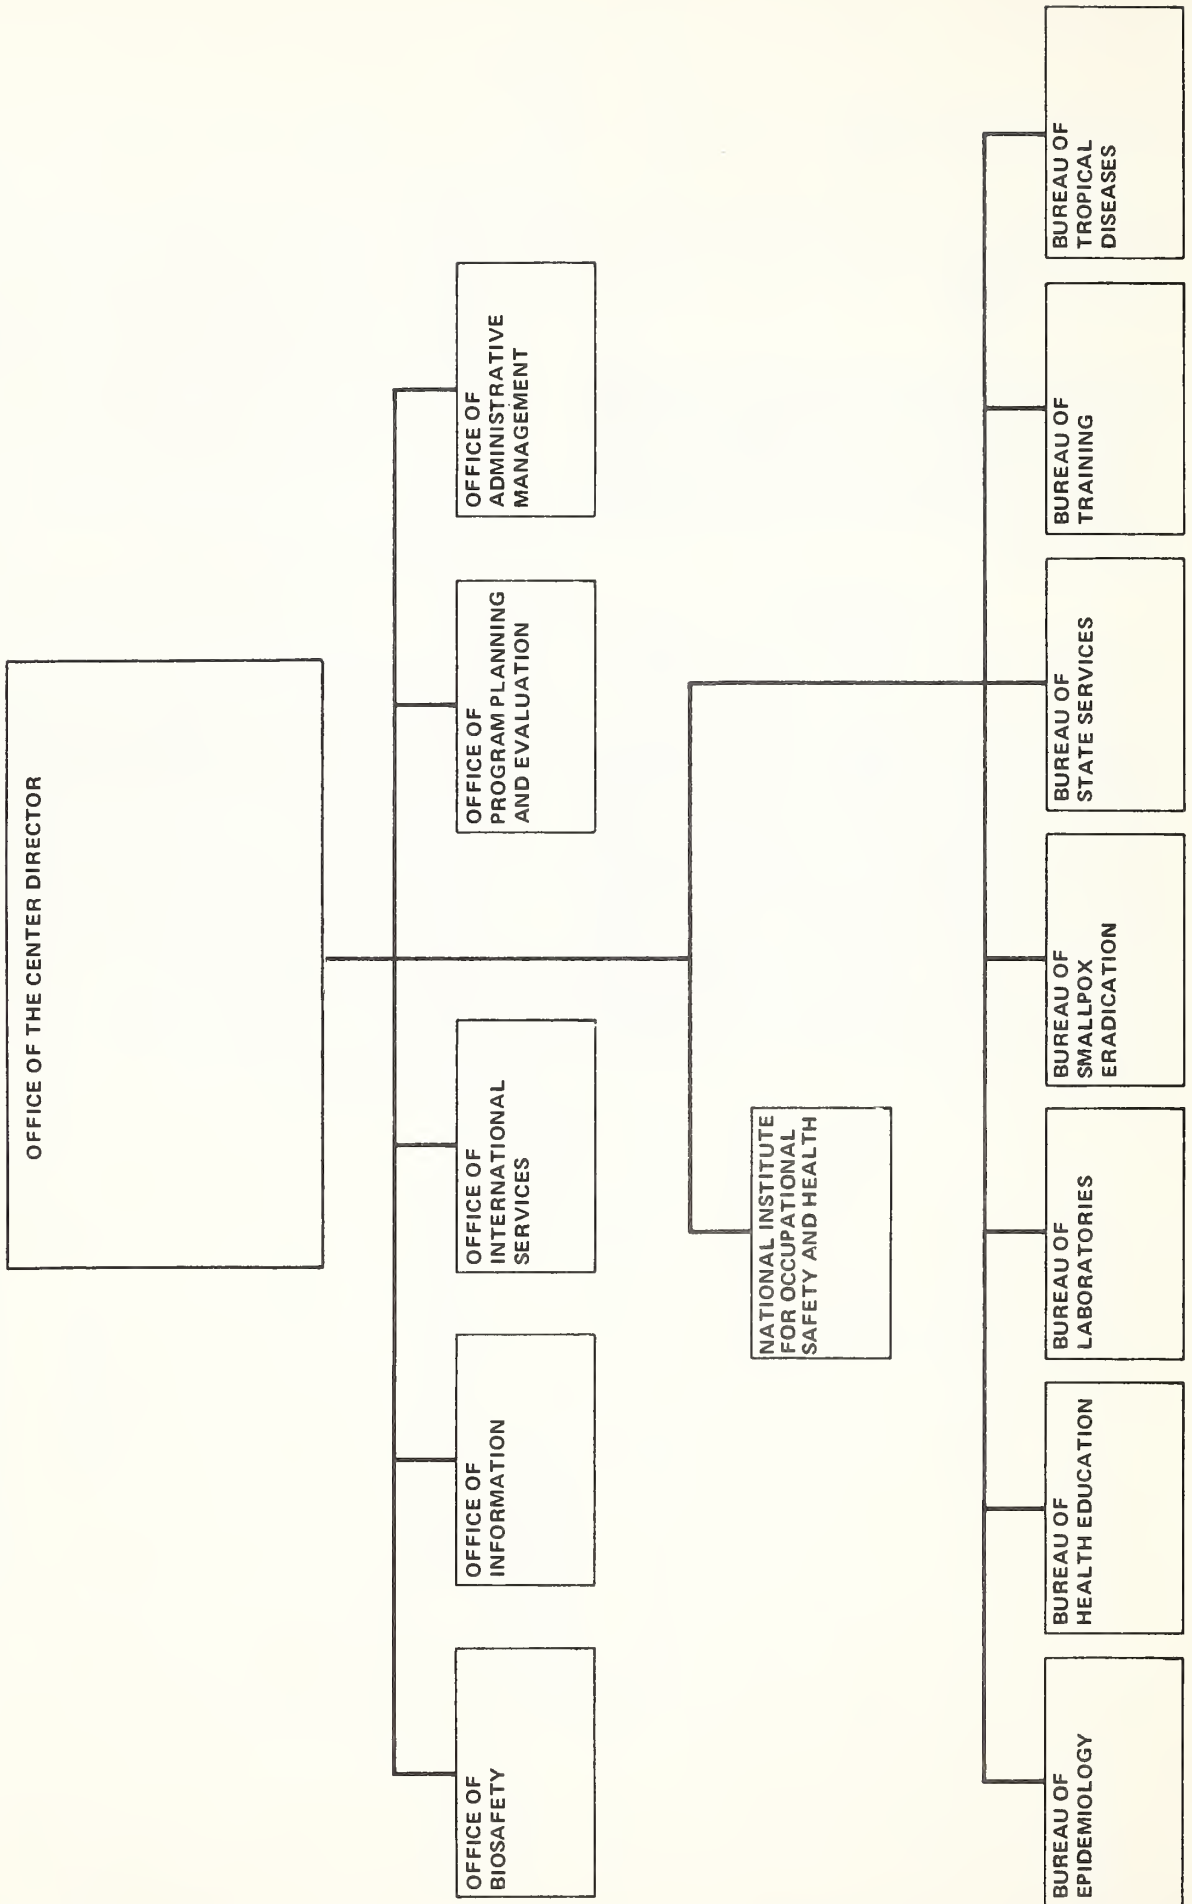 OFFICE OF THE CENTER DIRECTOR
OFFICE OF
BIOSAFETY
OFFICE OF
INFORMATION
OFFICE OF
INTERNATIONAL
SERVICES
OFFICE OF
PROGRAM PLANNING
AND EVALUATION
OFFICE OF
ADMINISTRATIVE
MANAGEMENT
NATIONAL INSTITUTE
FOR OCCUPATIONAL
SAFETY AND HEALTH
BUREAU OF
EPIDEMIOLOGY
BUREAU OF
HEALTH EDUCATION
BUREAU OF
LABORATORIES
BUREAU OF
SMALLPOX
ERADICATION
BUREAU OF
STATE SERVICES
BUREAU OF
TRAINING
BUREAU OF
TROPICAL
DISEASES